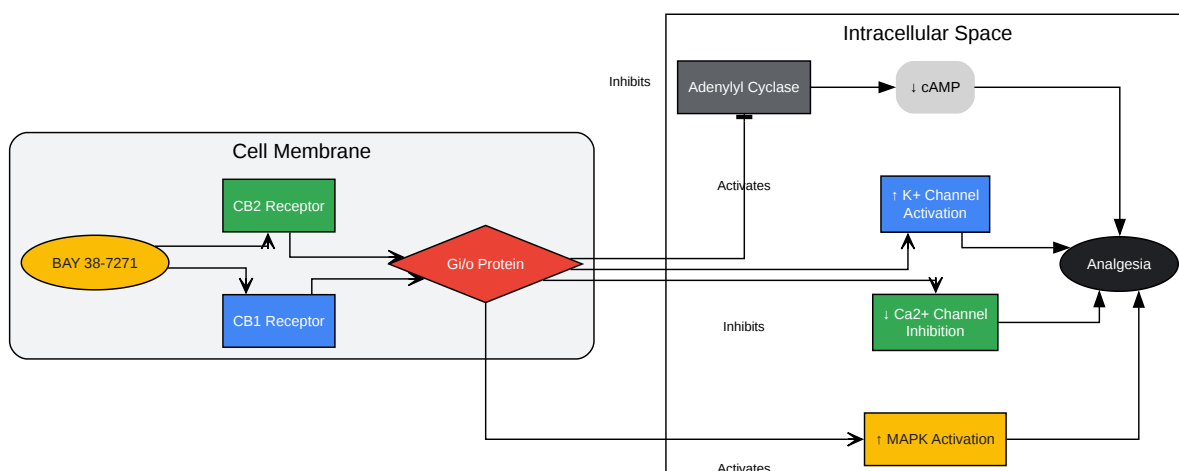 Intracellular Space
Inhibits
Adenylyl Cyclase
↓ cAMP
Cell Membrane
CB2 Receptor
Activates
↑ K+ Channel
Activation
BAY 38-7271
Gi/o Protein
Analgesia
CB1 Receptor
Inhibits
↓ Ca2+ Channel
Inhibition
↑ MAPK Activation
Activates